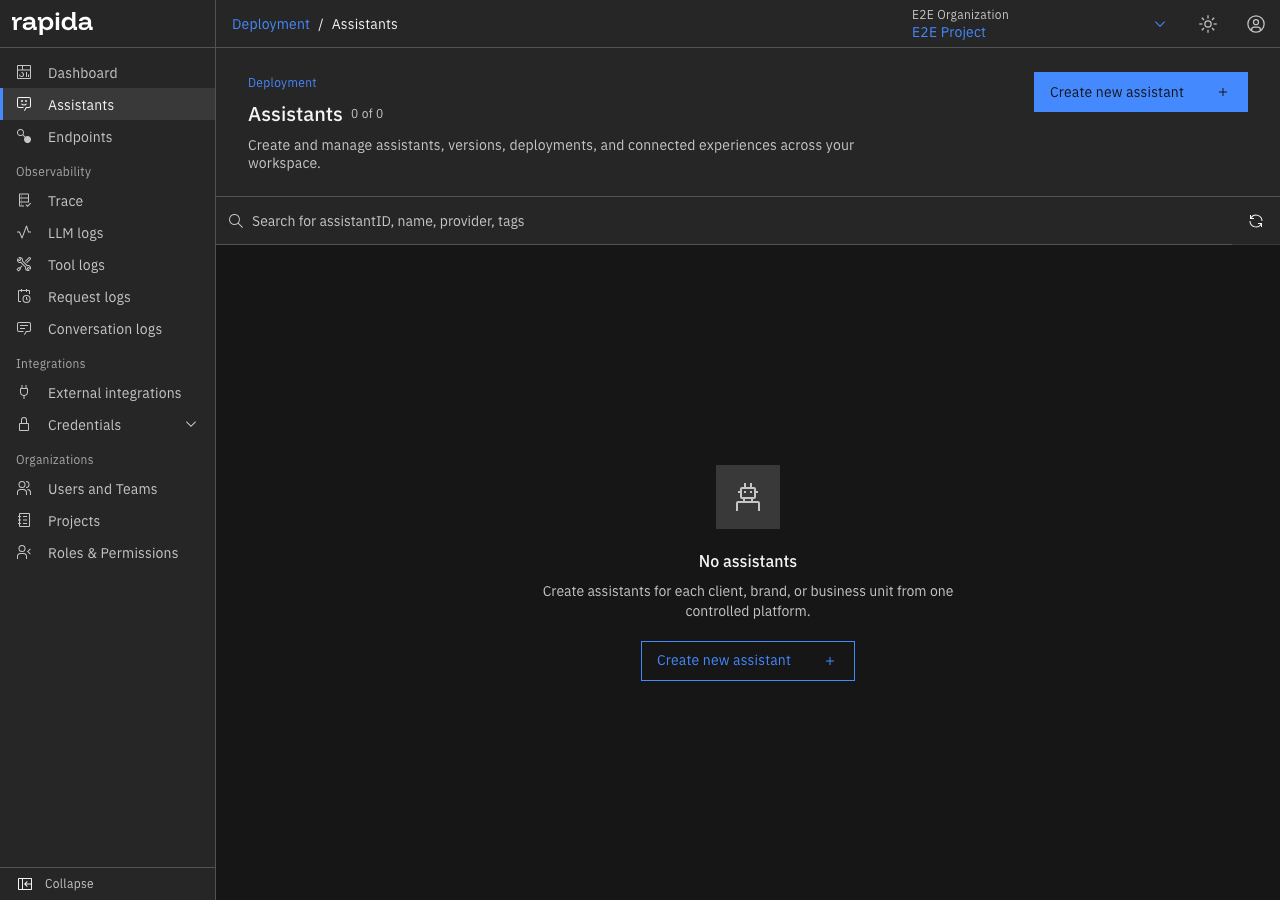 rapida
Deployment / Assistants
E2E Organization
E2E Project
Dashboard
Assistants
Endpoints
Observability
Trace
LLM logs
Tool logs
Request logs
Conversation logs
Integrations
External integrations
Credentials
Organizations
Users and Teams
Projects
Roles & Permissions
Collapse
Deployment
Assistants 0 of 0
Create and manage assistants, versions, deployments, and connected experiences across your
workspace.
Create new assistant
Search for assistantID, name, provider, tags
No assistants
Create assistants for each client, brand, or business unit from one
controlled platform.
Create new assistant